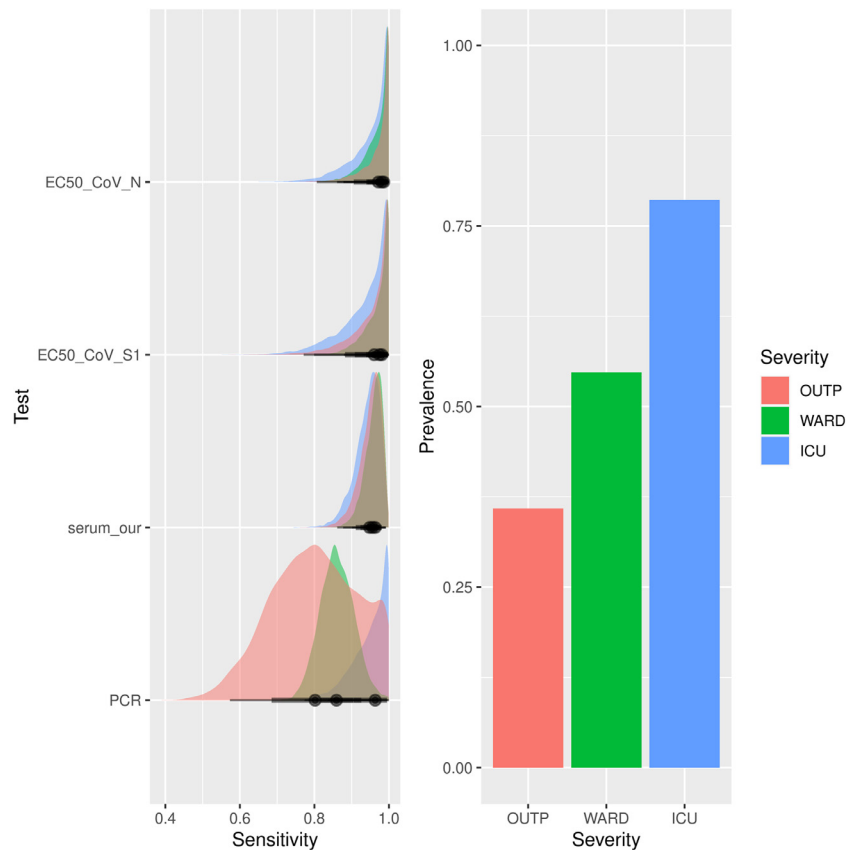 Test
EC50_CoV_N
EC50_CoV_S1
serum_our
PCR
0.4 0.6 0.8 1.0
Sensitivity
Prevalence
1.00
0.75
0.50
0.25
0.00
OUTP WARD ICU
Severity
Severity
OUTP
WARD
ICU